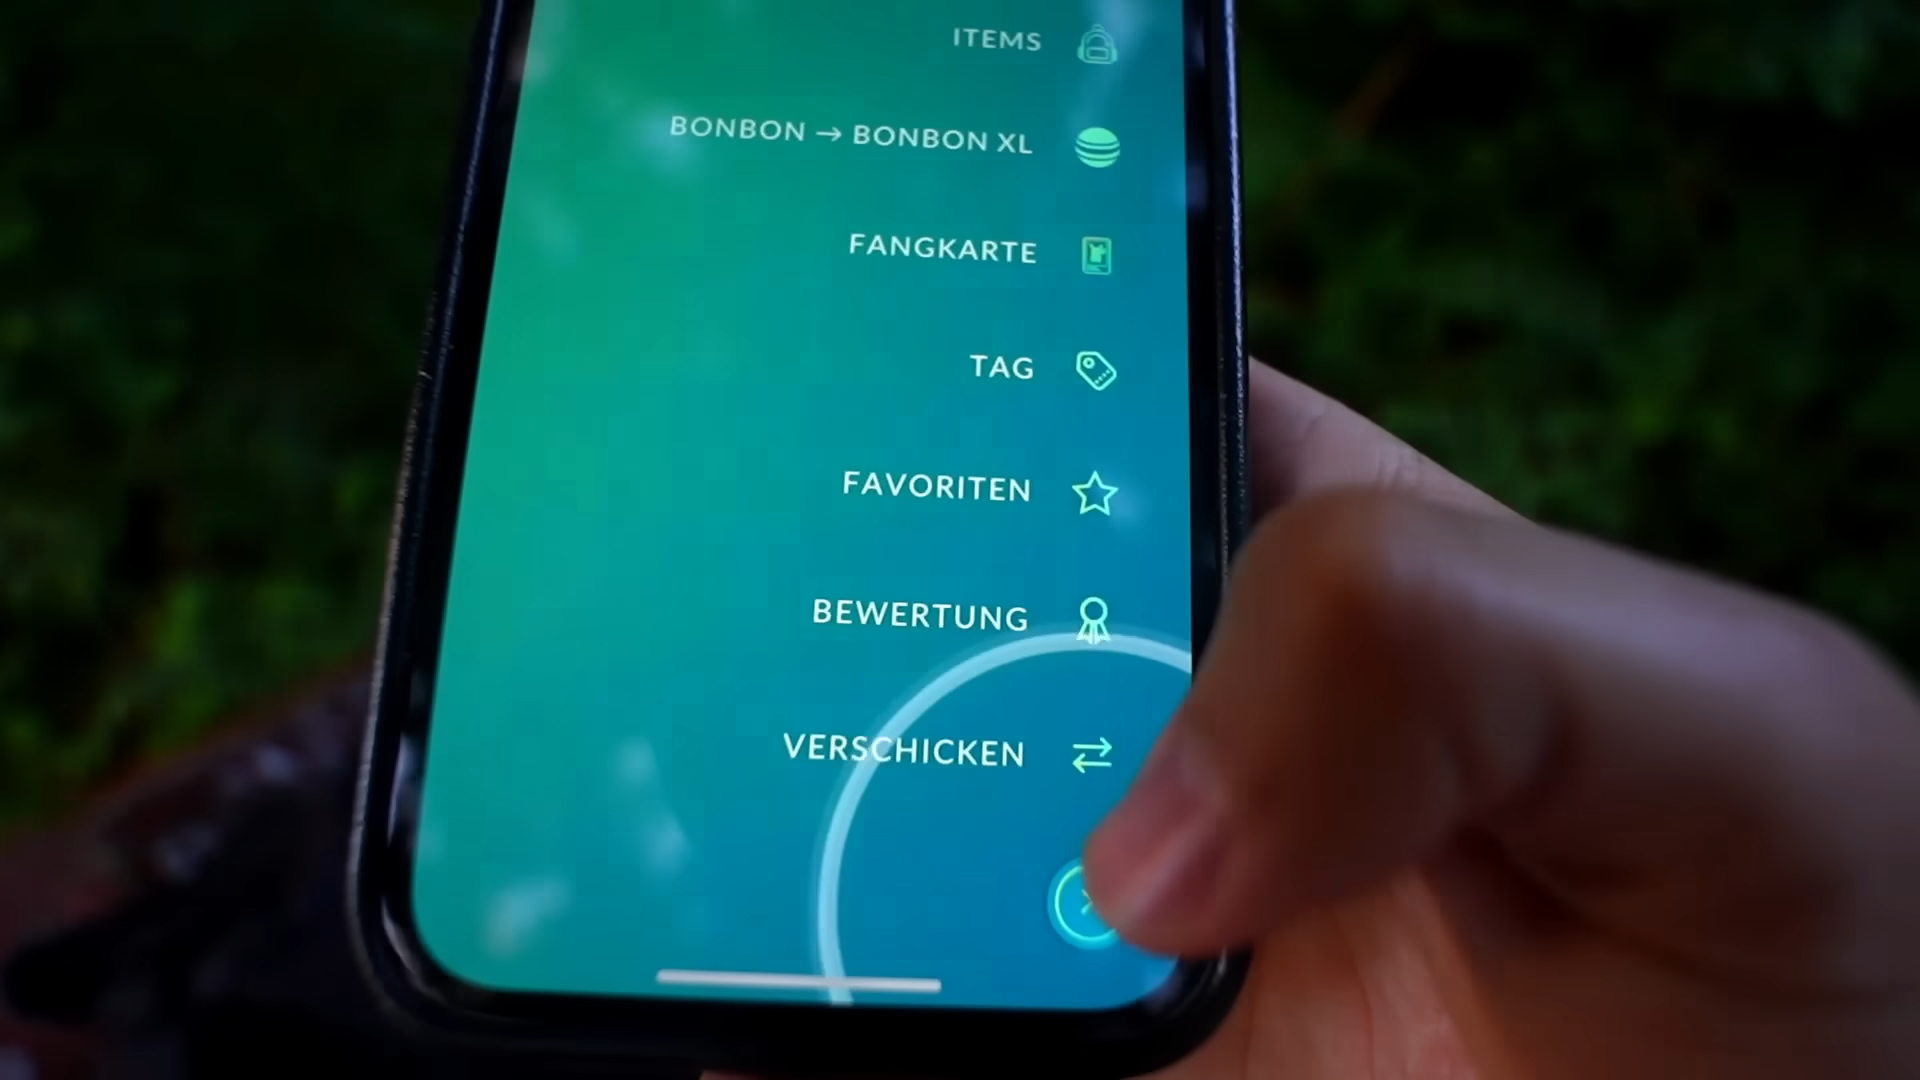 ITEMS
BONBON → BONBON XL
FANGKARTE
TAG
FAVORITEN
BEWERTUNG
VERSCHICKEN